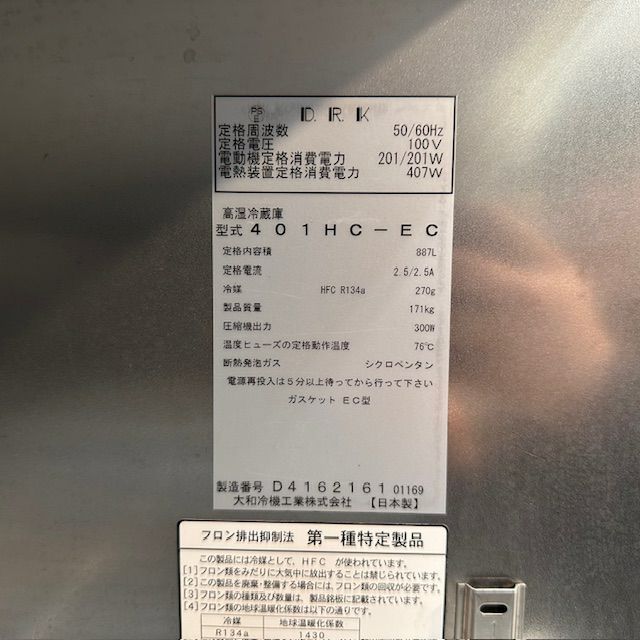 PS E D.R.K
定格周波数 50/60Hz
定格電圧 100V
電動機定格消費電力 201/201W
電熱装置定格消費電力 407W
高湿冷蔵庫
型式 401HC-EC
定格内容積 887L
定格電流 2.5/2.5A
冷媒 HFC R134a 270g
製品質量 171kg
圧縮機出力 300W
温度ヒューズの定格動作温度 76℃
断熱発泡ガス シクロペンタン
電源再投入は5分以上待ってから行って下さい
ガスケット EC型
製造番号 D4162161 01169
大和冷機工業株式会社 【日本製】
フロン排出抑制法 第一種特定製品
この製品には冷媒として、HFC が使われています。
[1]フロン類をみだりに大気中に放出することは禁じられています。
[2]この製品を廃棄・整備する場合には、フロン類の回収が必要です。
[3]フロン類の種類及び数量は、製品銘板に記載されています。
[4]フロン類の地球温暖化係数は以下の通りです。
冷媒 地球温暖化係数
R134a 1430